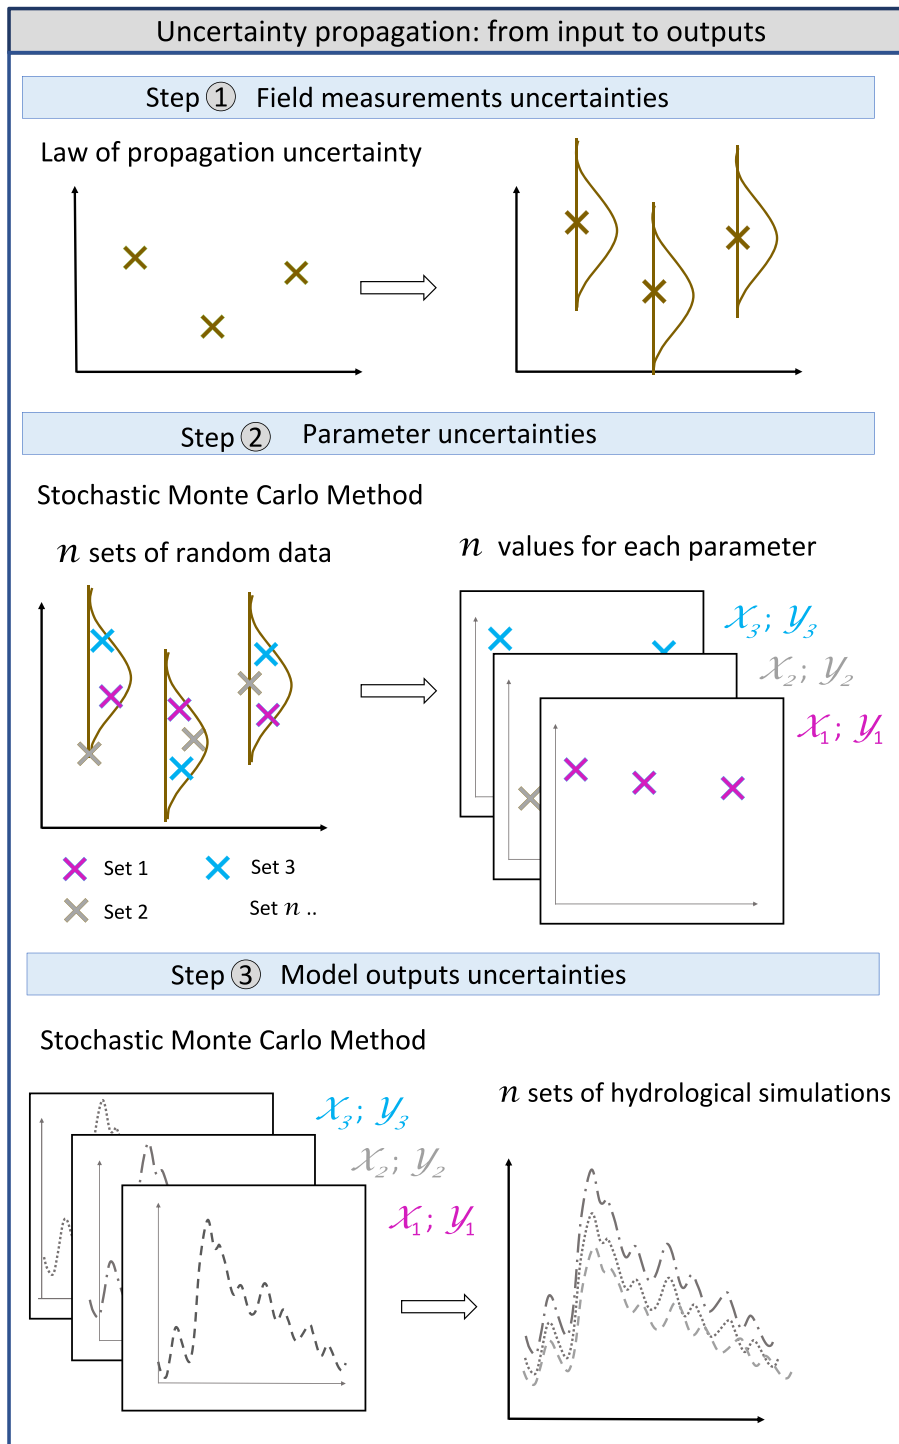 Uncertainty propagation: from input to outputs
Step 1 Field measurements uncertainties
Law of propagation uncertainty
Step 2 Parameter uncertainties
Stochastic Monte Carlo Method
n sets of random data
n values for each parameter
X3; Y3
X2; Y2
X1; Y1
Set 1
Set 3
Set 2
Set n ..
Step 3 Model outputs uncertainties
Stochastic Monte Carlo Method
n sets of hydrological simulations
X3; Y3
X2; Y2
X1; Y1